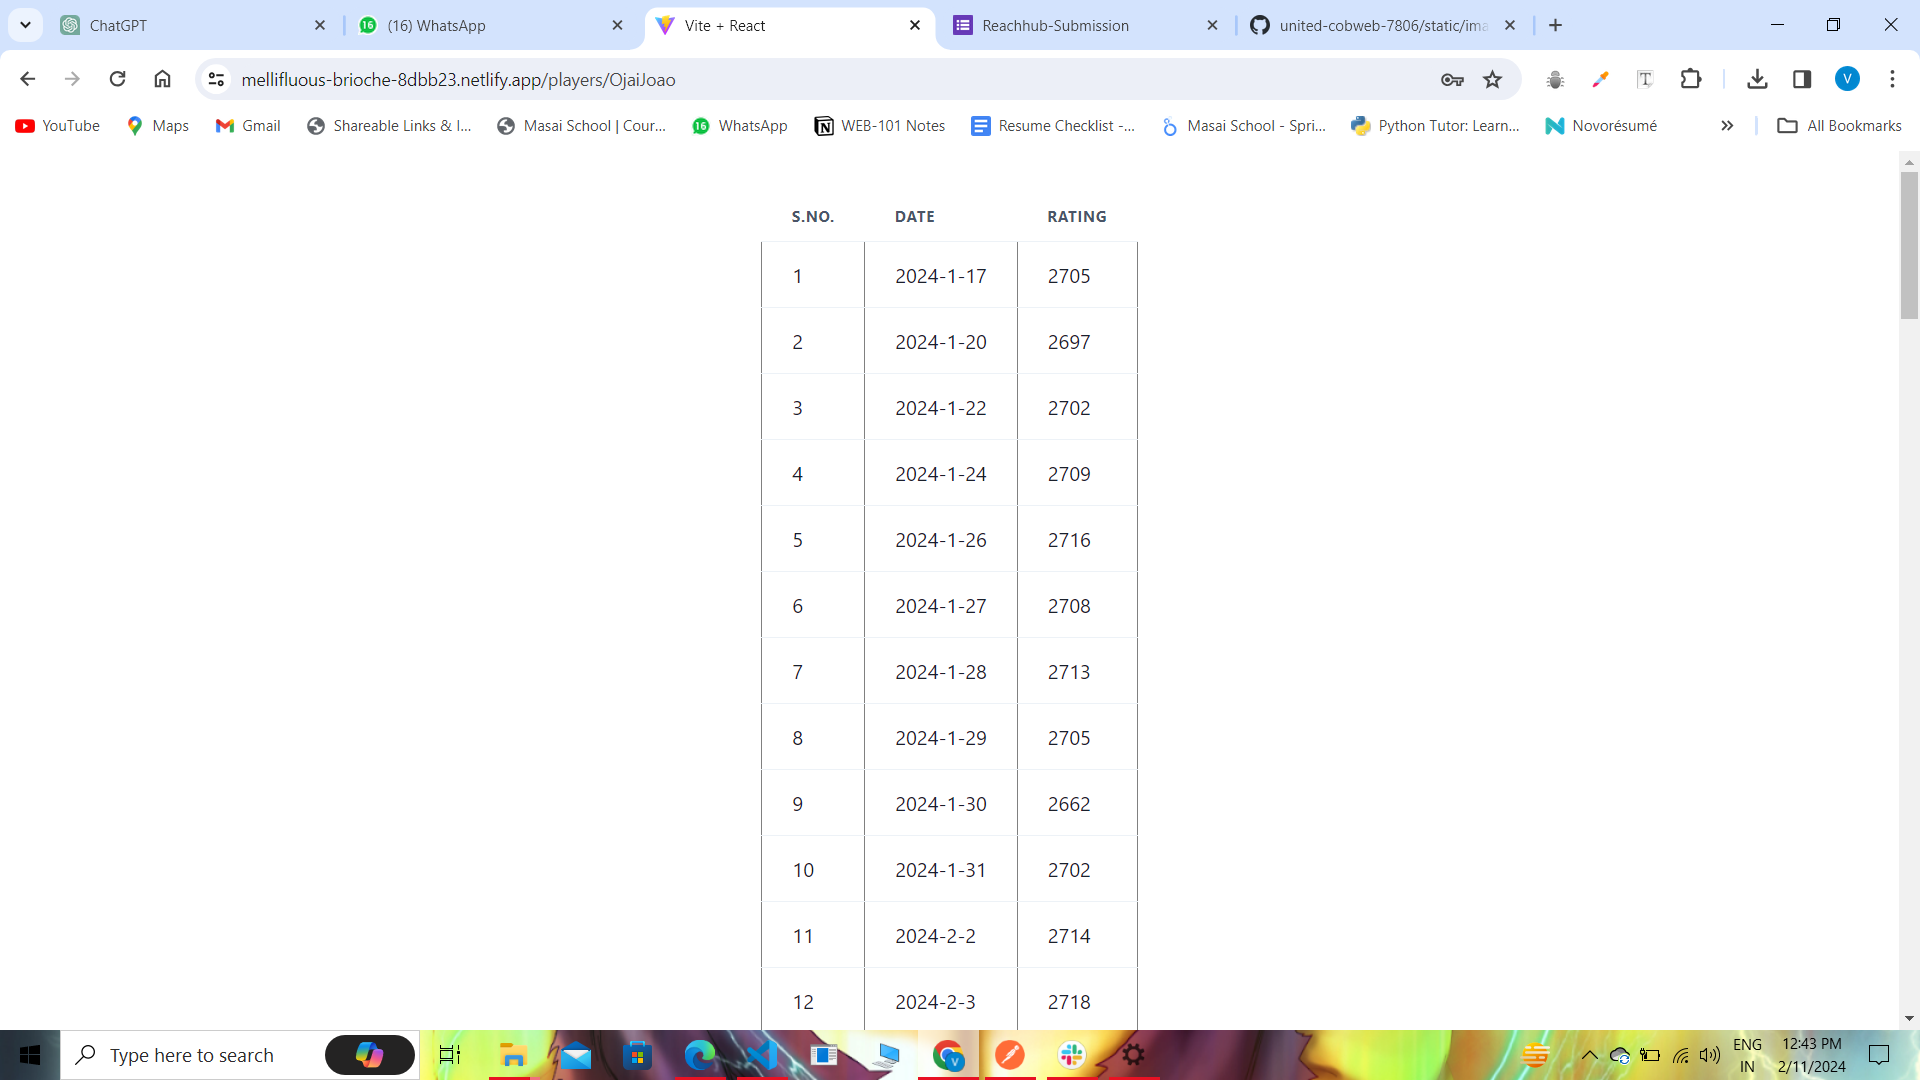 ChatGPT
(16) WhatsApp
Vite + React
Reachhub-Submission
united-cobweb-7806/static/ima
mellifluous-brioche-8dbb23.netlify.app/players/OjaiJoao
V
YouTube
Maps
Gmail
Shareable Links & I...
Masai School | Cour...
WhatsApp
WEB-101 Notes
Resume Checklist -...
Masai School - Spri...
Python Tutor: Learn...
Novorésumé
All Bookmarks
S.NO. DATE RATING
1 2024-1-17 2705
2 2024-1-20 2697
3 2024-1-22 2702
4 2024-1-24 2709
5 2024-1-26 2716
6 2024-1-27 2708
7 2024-1-28 2713
8 2024-1-29 2705
9 2024-1-30 2662
10 2024-1-31 2702
11 2024-2-2 2714
12 2024-2-3 2718
Type here to search
ENG
IN
12:43 PM
2/11/2024